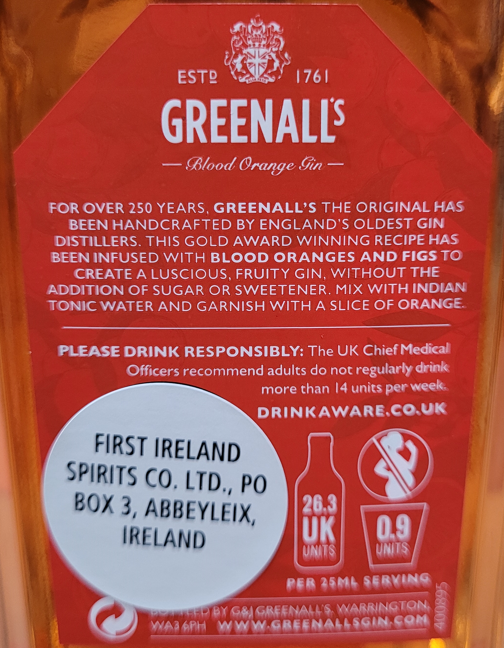 ESTD 1761
GREENALL'S
Blood Orange Gin
FOR OVER 250 YEARS, GREENALL'S THE ORIGINAL HAS
BEEN HANDCRAFTED BY ENGLAND'S OLDEST GIN
DISTILLERS. THIS GOLD AWARD WINNING RECIPE HAS
BEEN INFUSED WITH BLOOD ORANGES AND FIGS TO
CREATE A LUSCIOUS, FRUITY GIN, WITHOUT THE
ADDITION OF SUGAR OR SWEETENER. MIX WITH INDIAN
TONIC WATER AND GARNISH WITH A SLICE OF ORANGE.
PLEASE DRINK RESPONSIBLY: The UK Chief Medical
Officers recommend adults do not regularly drink
more than 14 units per week.
DRINKAWARE.CO.UK
FIRST IRELAND
SPIRITS CO. LTD., PO
BOX 3, ABBEYLEIX,
IRELAND
26.3
UK
UNITS
0.9
UNITS
PER 25ML SERVING
BOTTLED BY G&J GREENALL'S, WARRINGTON,
WA3 6PH WWW.GREENALLSGIN.COM
400895